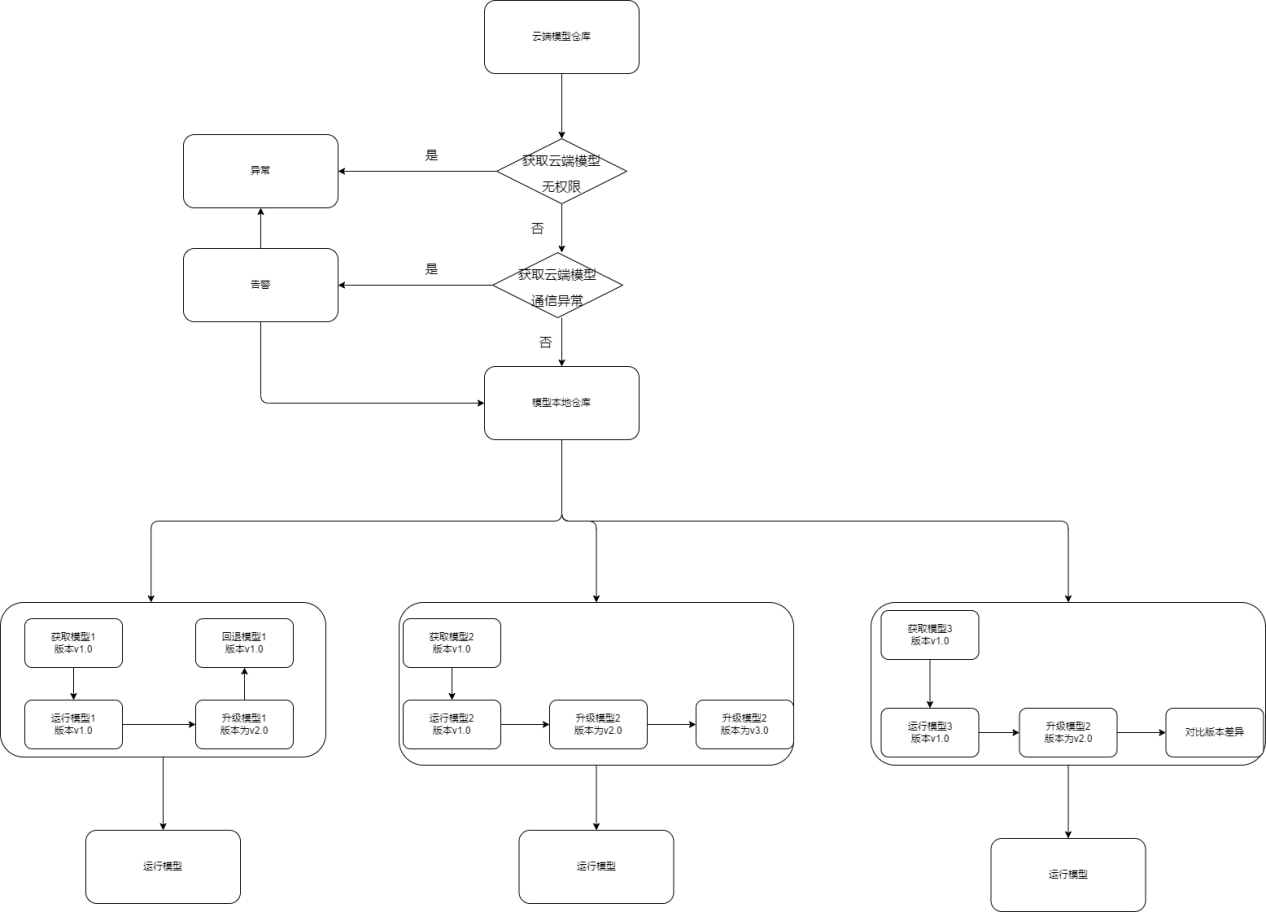 云端模型仓库
获取云端模型
无权限
是
异常
否
获取云端模型
通信异常
是
告警
否
模型本地仓库
获取模型1
版本v1.0
回退模型1
版本v1.0
运行模型1
版本v1.0
升级模型1
版本为v2.0
获取模型2
版本v1.0
运行模型2
版本v1.0
升级模型2
版本为v2.0
升级模型2
版本为v3.0
获取模型3
版本v1.0
运行模型3
版本v1.0
升级模型2
版本为v2.0
对比版本差异
运行模型
运行模型
运行模型